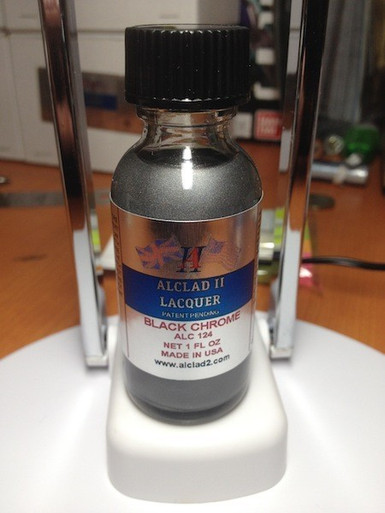 II
ALCLAD II
LACQUER
PATENT PENDING
BLACK CHROME
ALC 124
NET 1 FL OZ
MADE IN USA
www.alclad2.com